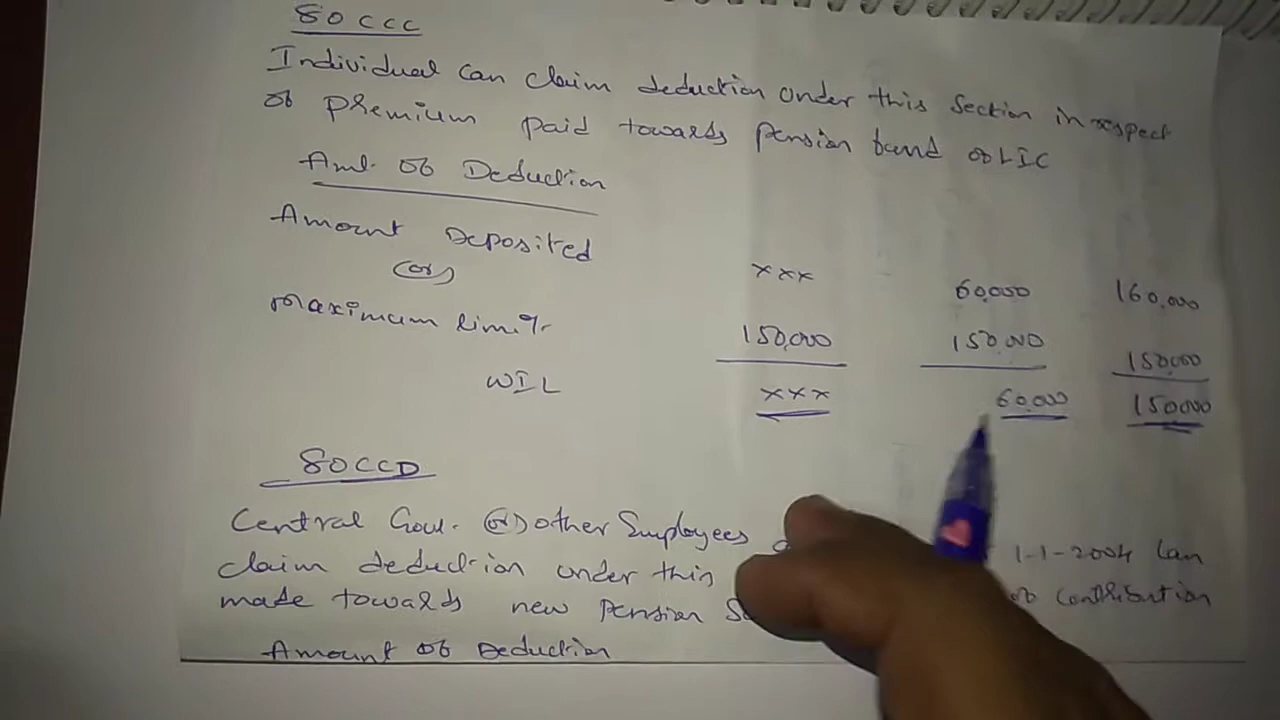 80CCC
Individual can claim deduction under this Section in respect
of premium paid towards pension fund of LIC
Amt. of Deduction
Amount Deposited xxx 60,000 160,000
(or)
maximum limit 150,000 150,000 150,000
WIL xxx 60,000 150,000
80CCD
Central Govt. (or) other Employees 1-1-2004 Can
claim deduction under this of contribution
made towards new pension
Amount of Deduction